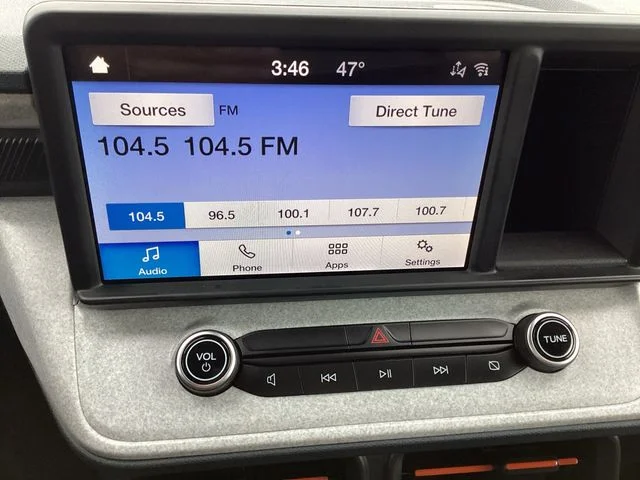 3:46 47°
Sources FM Direct Tune
104.5 104.5 FM
104.5 96.5 100.1 107.7 100.7
Audio Phone Apps Settings
VOL TUNE